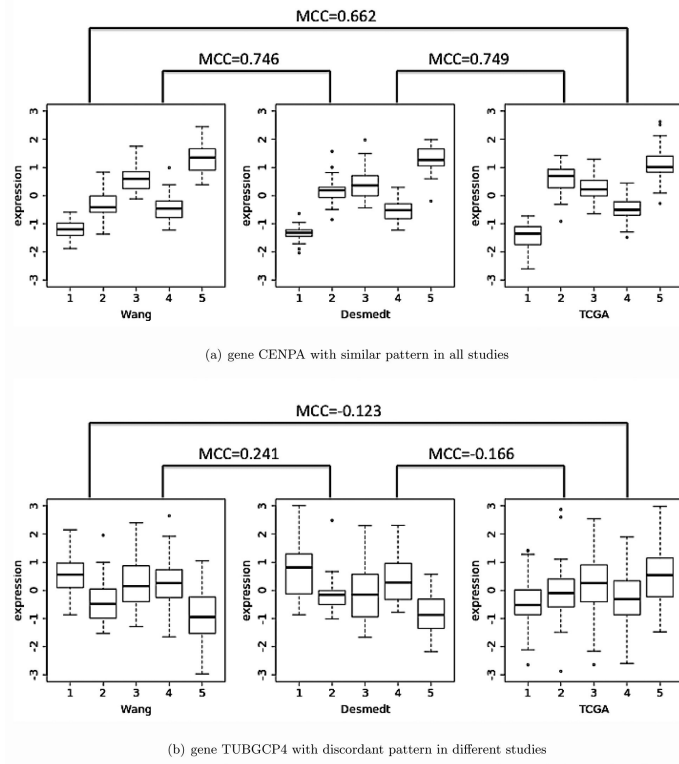 MCC=0.662
MCC=0.746
MCC=0.749
expression
-3 -2 -1 0 1 2 3
1 2 3 4 5
Wang
expression
-3 -2 -1 0 1 2 3
1 2 3 4 5
Desmedt
expression
-3 -2 -1 0 1 2 3
1 2 3 4 5
TCGA
(a) gene CENPA with similar pattern in all studies
MCC=-0.123
MCC=0.241
MCC=-0.166
expression
-3 -2 -1 0 1 2 3
1 2 3 4 5
Wang
expression
-3 -2 -1 0 1 2 3
1 2 3 4 5
Desmedt
expression
-3 -2 -1 0 1 2 3
1 2 3 4 5
TCGA
(b) gene TUBGCP4 with discordant pattern in different studies